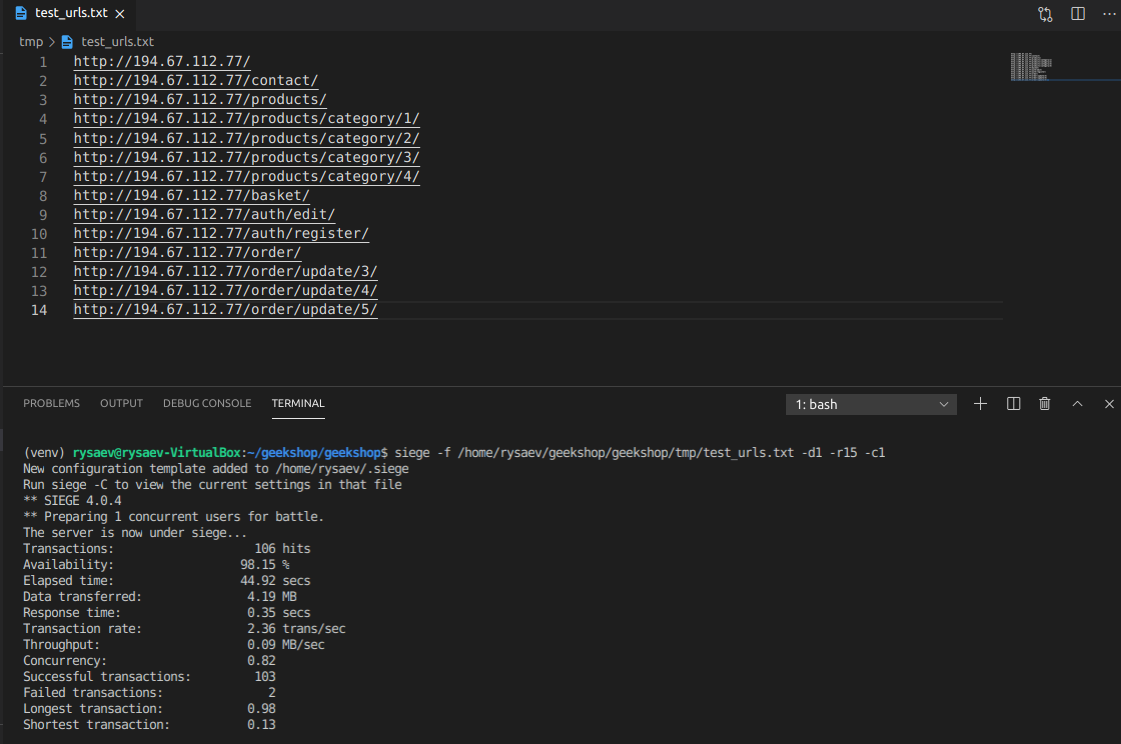 test_urls.txt
tmp > test_urls.txt
1 http://194.67.112.77/
2 http://194.67.112.77/contact/
3 http://194.67.112.77/products/
4 http://194.67.112.77/products/category/1/
5 http://194.67.112.77/products/category/2/
6 http://194.67.112.77/products/category/3/
7 http://194.67.112.77/products/category/4/
8 http://194.67.112.77/basket/
9 http://194.67.112.77/auth/edit/
10 http://194.67.112.77/auth/register/
11 http://194.67.112.77/order/
12 http://194.67.112.77/order/update/3/
13 http://194.67.112.77/order/update/4/
14 http://194.67.112.77/order/update/5/
PROBLEMS OUTPUT DEBUG CONSOLE TERMINAL 1: bash
(venv) rysaev@rysaev-VirtualBox:~/geekshop/geekshop$ siege -f /home/rysaev/geekshop/geekshop/tmp/test_urls.txt -d1 -r15 -c1
New configuration template added to /home/rysaev/.siege
Run siege -C to view the current settings in that file
** SIEGE 4.0.4
** Preparing 1 concurrent users for battle.
The server is now under siege...
Transactions: 106 hits
Availability: 98.15 %
Elapsed time: 44.92 secs
Data transferred: 4.19 MB
Response time: 0.35 secs
Transaction rate: 2.36 trans/sec
Throughput: 0.09 MB/sec
Concurrency: 0.82
Successful transactions: 103
Failed transactions: 2
Longest transaction: 0.98
Shortest transaction: 0.13